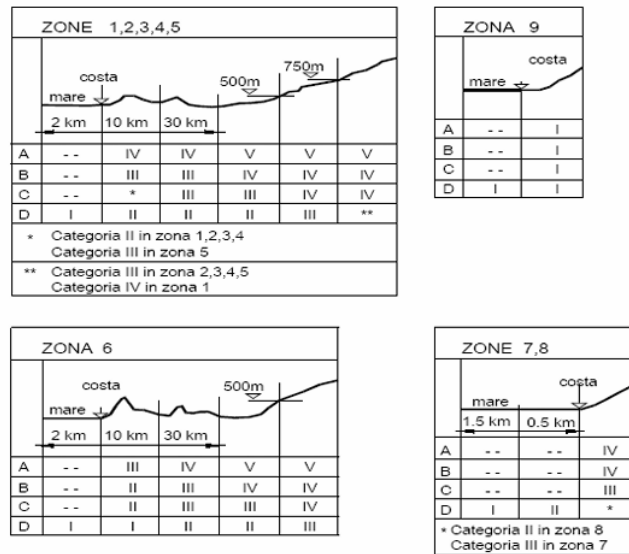 ZONE 1,2,3,4,5
costa
mare
500m
750m
2 km 10 km 30 km
A -- IV IV V V V
B -- III III IV IV IV
C -- * III III IV IV
D I II II II III **
* Categoria II in zona 1,2,3,4
Categoria III in zona 5
** Categoria III in zona 2,3,4,5
Categoria IV in zona 1
ZONA 9
costa
mare
A -- I
B -- I
C -- I
D I I
ZONA 6
costa
500m
mare
2 km 10 km 30 km
A -- III IV V V
B -- II III IV IV
C -- II III III IV
D I I II II III
ZONE 7,8
costa
mare
1.5 km 0.5 km
A -- -- IV
B -- -- IV
C -- -- III
D I II *
* Categoria II in zona 8
Categoria III in zona 7